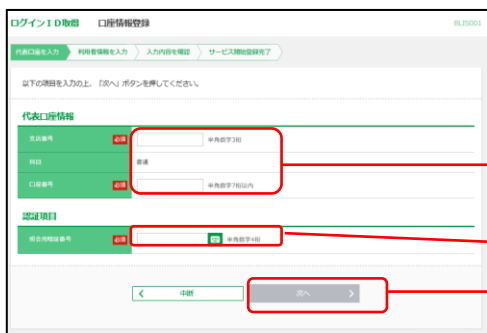 ログインID取得 口座情報登録
BLIS001
代表口座を入力 利用者情報を入力 入力内容を確認 サービス開始登録完了
以下の項目を入力の上、「次へ」ボタンを押してください。
代表口座情報
支店番号 必須 半角数字3桁
科目 普通
口座番号 必須 半角数字7桁以内
認証項目
照会用暗証番号 必須 半角数字4桁
中断 次へ